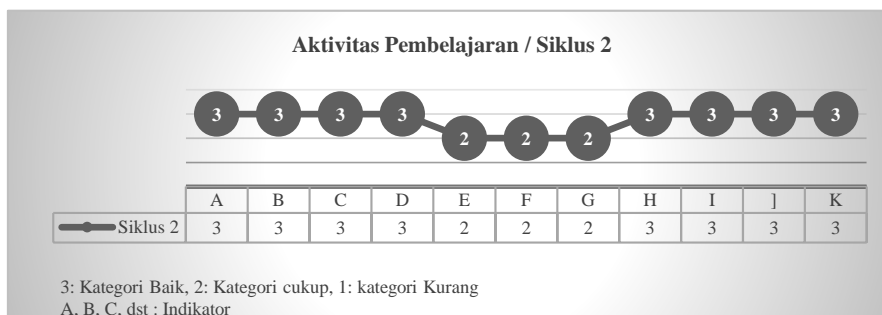 Aktivitas Pembelajaran / Siklus 2
3 3 3 3 2 2 2 3 3 3 3
A B C D E F G H I ] K
Siklus 2 3 3 3 3 2 2 2 3 3 3 3
3: Kategori Baik, 2: Kategori cukup, 1: kategori Kurang
A, B, C, dst : Indikator